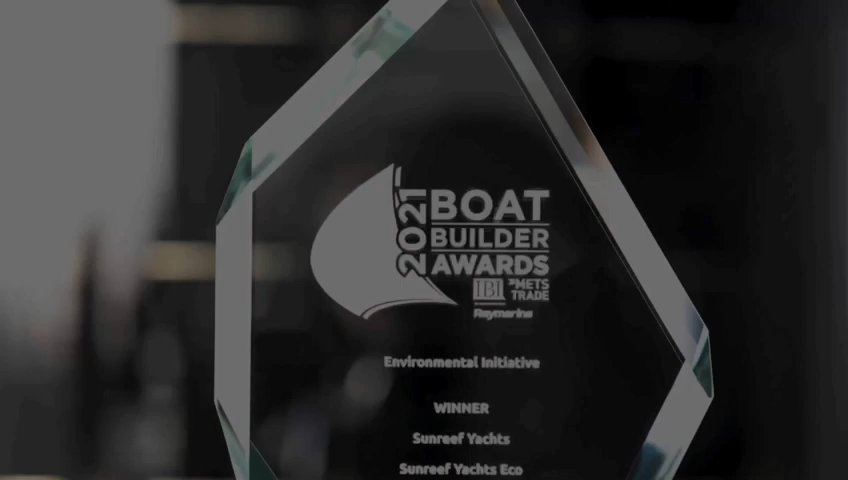 2021
BOAT
BUILDER
AWARDS
IBI METS
TRADE
Raymarine
Environmental Initiative
WINNER
Sunreef Yachts
Sunreef Yachts Eco